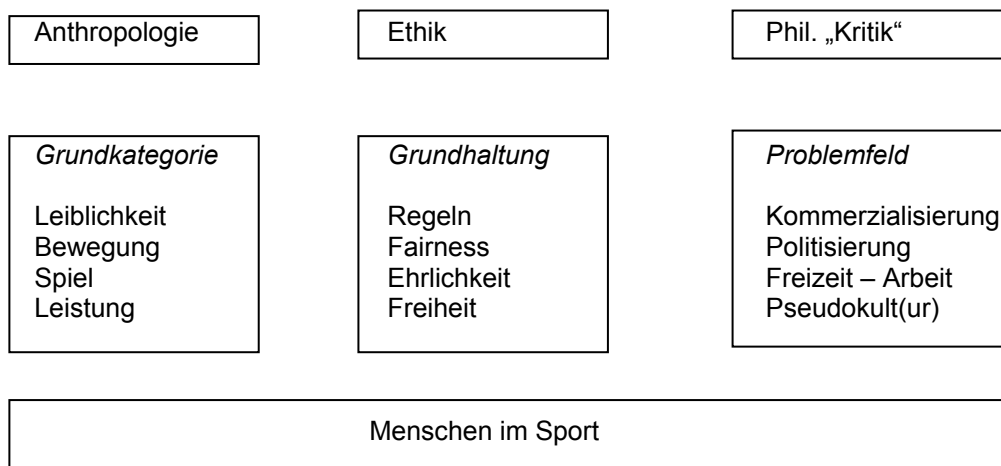 Anthropologie
Ethik
Phil. „Kritik“
Grundkategorie
Leiblichkeit
Bewegung
Spiel
Leistung
Grundhaltung
Regeln
Fairness
Ehrlichkeit
Freiheit
Problemfeld
Kommerzialisierung
Politisierung
Freizeit – Arbeit
Pseudokult(ur)
Menschen im Sport